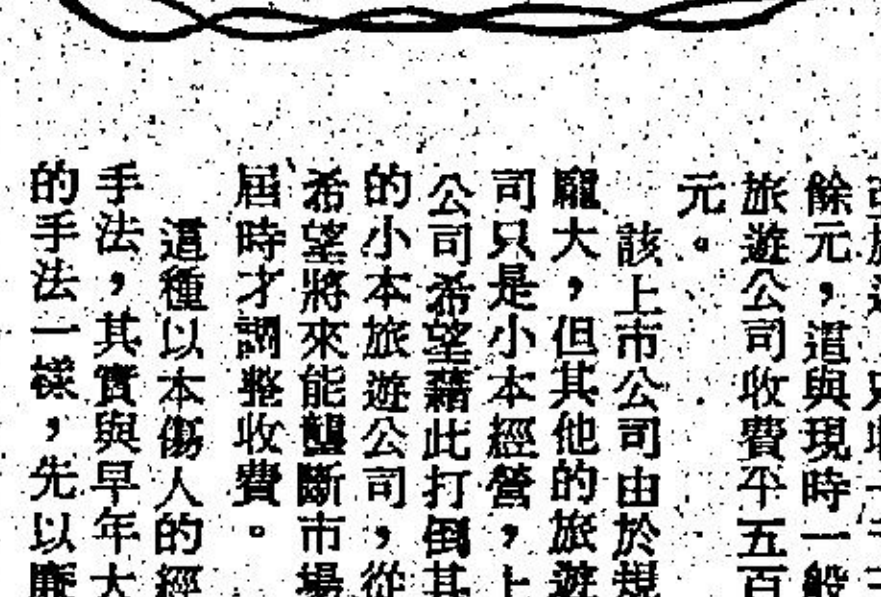 餘元，這與現時一般
旅遊公司收費平五百
元。
該上市公司由於規
龐大，但其他的旅遊
司只是小本經營，上
公司希望藉此打倒其
的小本旅遊公司，從
希望將來能壟斷市場
屆時才調整收費。
這種以本傷人的經
手法，其實與早年大
的手法一樣，先以廉